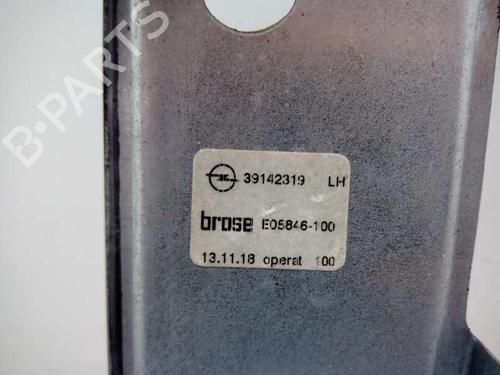 B-PARTS
39142319 LH
brose E05846-100
13.11.18 operat 100